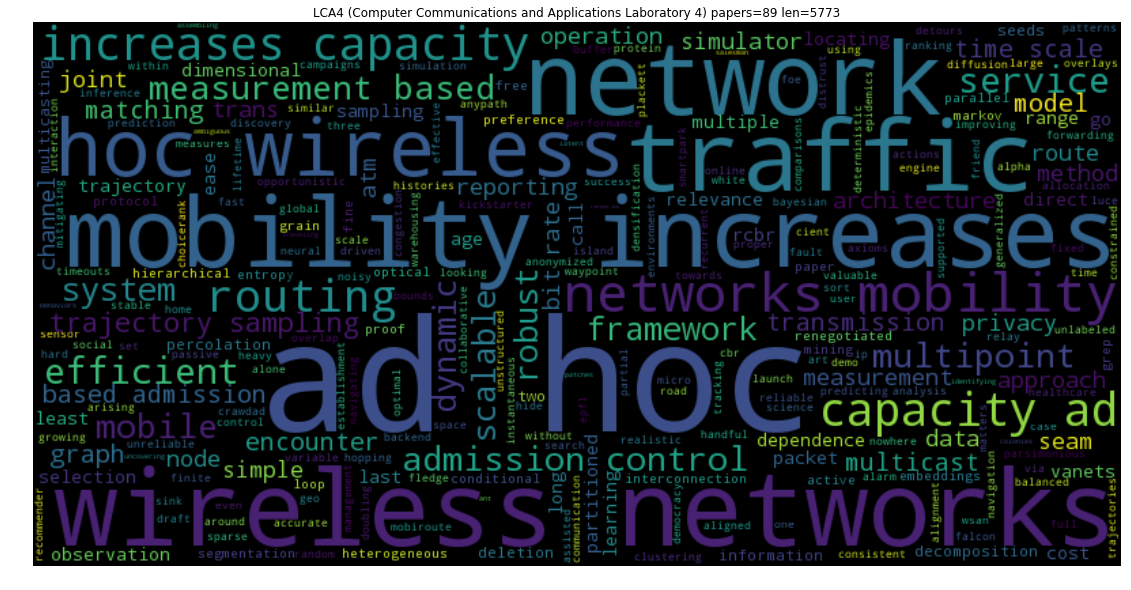 LCA4 (Computer Communications and Applications Laboratory 4) papers=89 len=5773
increases capacity
operation
simulator
locating
seeds
patterns
detours
ranking
using
buffer
protein
time scale
within
campaigns
simulation
dimensional
joint
measurement based
network
diffusion
large
overlays
service
inference
free
anypath
plackett
foe
distrust
epidemics
parallel
model
matching
trans
similar
sampling
preference
performance
multiple
markov
range
improving
go
multicasting
interaction
prediction
discovery
three
ambiguous
measures
effective
latent
hoc wireless
traffic
smartpark
comparisons
deterministic
forwarding
route
actions
engine
friend
alpha
method
allocation
trajectory
ease
lifetime
opportunistic
atm
histories
reporting
success
online
white
relevance
bayesian
architecture
direct
luce
protocol
fast
global
kickstarter
densification
channel
mitigating
choicerank
grain
fine
congestion
warehousing
call
mobility increases
environments
recurrent
rcbr
proper
cient
fault
axioms
supported
generalized
fixed
constrained
neural
driven
scale
age
island
bit rate
anonymized
paper
timeouts
hierarchical
entropy
noisy
optical
looking
waypoint
towards
valuable
time
system
routing
stable
home
bounds
dynamic
collaborative
scalable
unstructured
robust
networks mobility
sort
user
trajectory sampling
overlap
proof
framework
transmission
privacy
unlabeled
sensor
social
set
percolation
renegotiated
relay
hard
passive
heavy
alone
instantaneous
partial
cbr
mining
ip
art
demo
multipoint
grep
efficient
ad hoc
establishment
navigating
optimal
patches
micro
road
tracking
launch
measurement
predicting
analysis
identifying
approach
healthcare
based admission
crawdad
control
space
two
hide
epfl
reliable
science
capacity ad
least
arising
growing
mobile
unreliable
encounter
backend
without
search
realistic
handful
democracy
dependence
nowhere
data
matters
case
seam
uncovering
graph
node
variable
hopping
admission control
interconnection
packet
multicast
parsimonious
via
vanets
selection
finite
simple
loop
last
fledge
conditional
long
partitioned
learning
active
alarm
embeddings
navigation
balanced
recommender
sink
even
geo
management
doubling
ant
wireless networks
draft
around
accurate
mobiroute
assisted
communication
aligned
one
alignment
wsan
full
trajectories
sparse
falcon
observation
segmentation
random
heterogeneous
deletion
clustering
information
consistent
decomposition
cost